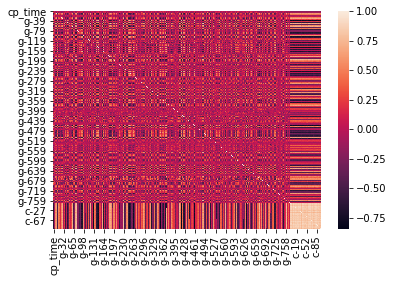 cp_time
g-39
g-79
g-119
g-159
g-199
g-239
g-279
g-319
g-359
g-399
g-439
g-479
g-519
g-559
g-599
g-639
g-679
g-719
g-759
c-27
c-67
cp_time
g-32
g-65
g-98
g-131
g-164
g-197
g-230
g-263
g-296
g-329
g-362
g-395
g-428
g-461
g-494
g-527
g-560
g-593
g-626
g-659
g-692
g-725
g-758
c-19
c-52
c-85
1.00
0.75
0.50
0.25
0.00
−0.25
−0.50
−0.75